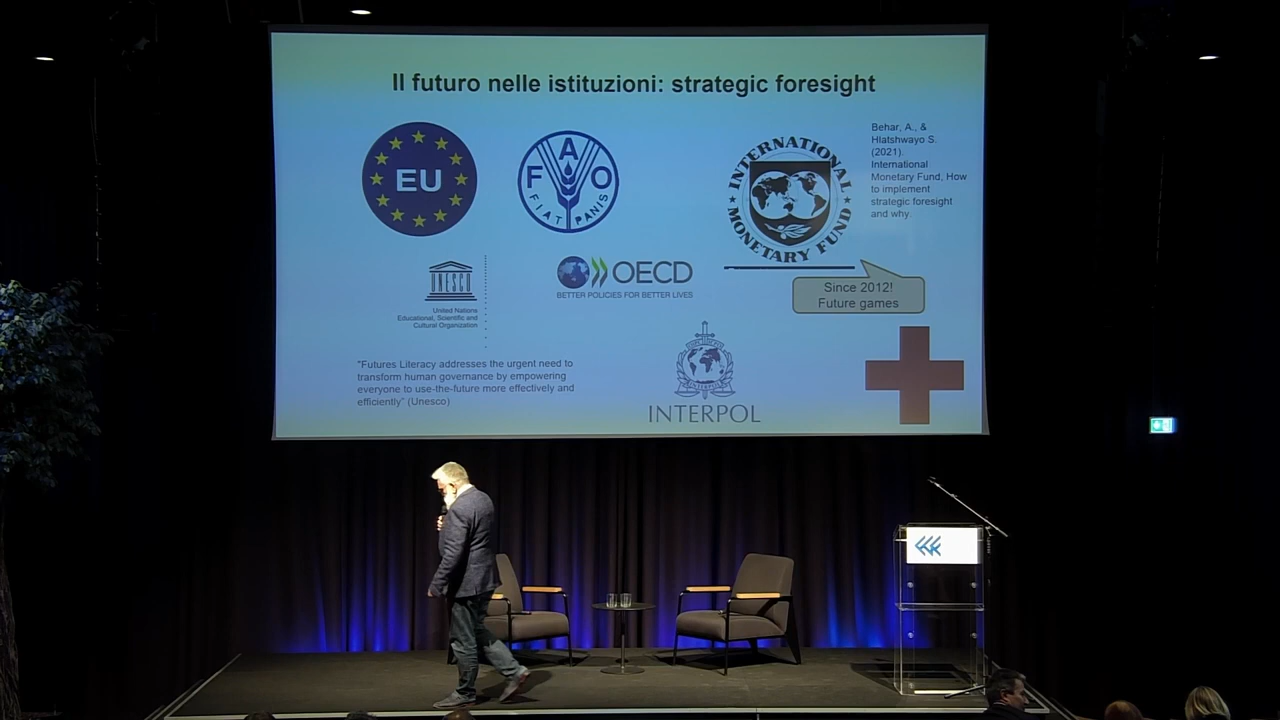 Il futuro nelle istituzioni: strategic foresight
EU
FAO
FIAT PANIS
INTERNATIONAL
MONETARY FUND
Behar, A., &
Hlatshwayo S.
(2021).
International
Monetary Fund, How
to implement
strategic foresight
and why.
UNESCO
United Nations
Educational, Scientific and
Cultural Organization
OECD
BETTER POLICIES FOR BETTER LIVES
Since 2012!
Future games
"Futures Literacy addresses the urgent need to
transform human governance by empowering
everyone to use-the-future more effectively and
efficiently" (Unesco)
INTERPOL